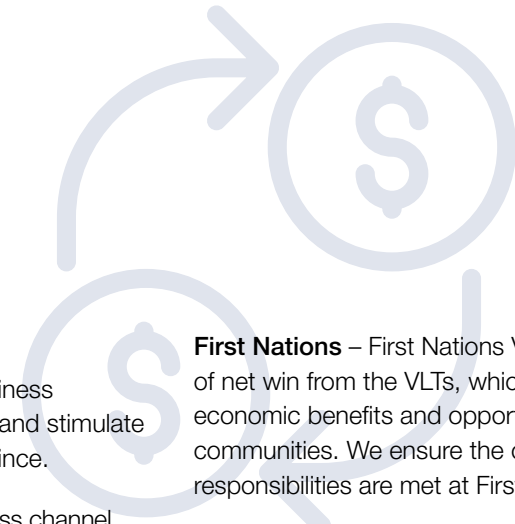 iness
and stimulate
ince.
ss channel
First Nations – First Nations V
of net win from the VLTs, whic
economic benefits and oppor
communities. We ensure the c
responsibilities are met at Firs